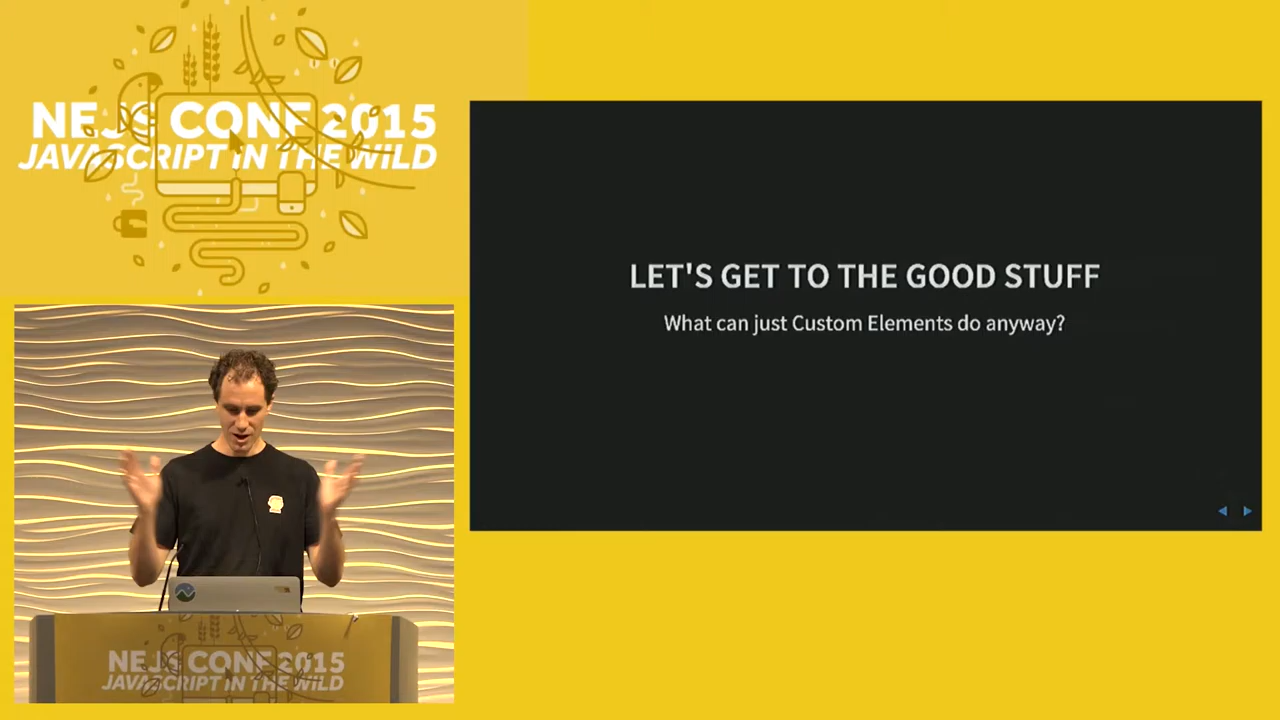 NEJS CONF 2015
JAVASCRIPT IN THE WILD
LET'S GET TO THE GOOD STUFF
What can just Custom Elements do anyway?
NEJS CONF 2015
JAVASCRIPT IN THE WILD